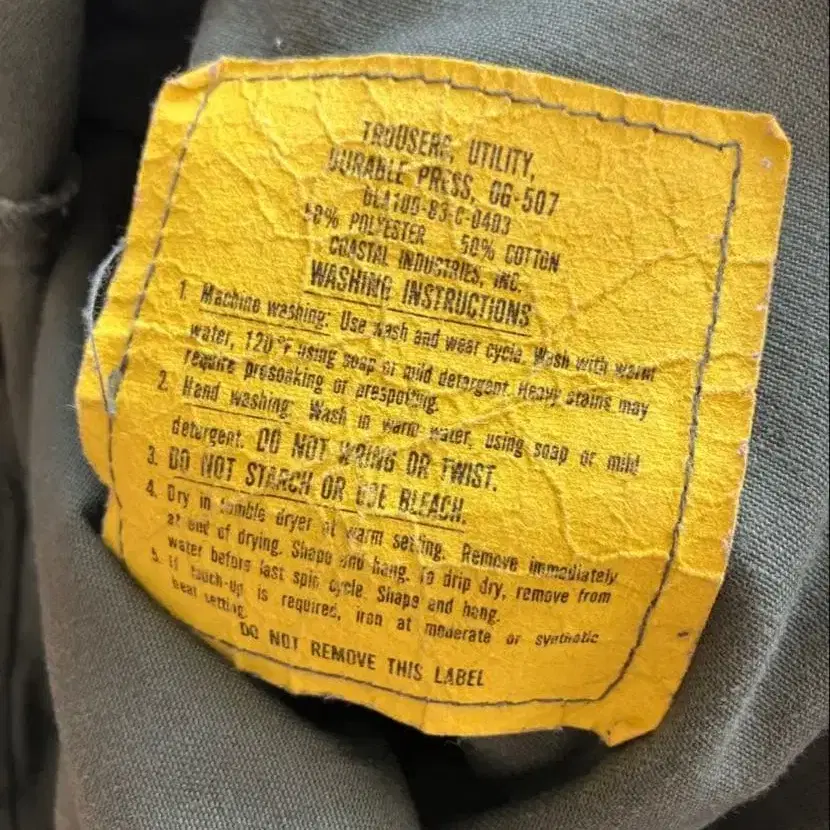 TROUSERS, UTILITY,
DURABLE PRESS, OG-507
DLA100-83-C-0403
50% POLYESTER 50% COTTON
COASTAL INDUSTRIES, INC.
WASHING INSTRUCTIONS
1. Machine washing: Use wash and wear cycle. Wash with warm
water, 120°F using soap or mild detergent. Heavy stains may
require presoaking or prespotting.
2. Hand washing: Wash in warm water, using soap or mild
detergent. DO NOT WRING OR TWIST.
3. DO NOT STARCH OR USE BLEACH.
4. Dry in tumble dryer at warm setting. Remove immediately
at end of drying. Shape and hang. To drip dry, remove from
water before last spin cycle. Shape and hang.
5. If touch-up is required, iron at moderate or synthetic
heat setting.
DO NOT REMOVE THIS LABEL